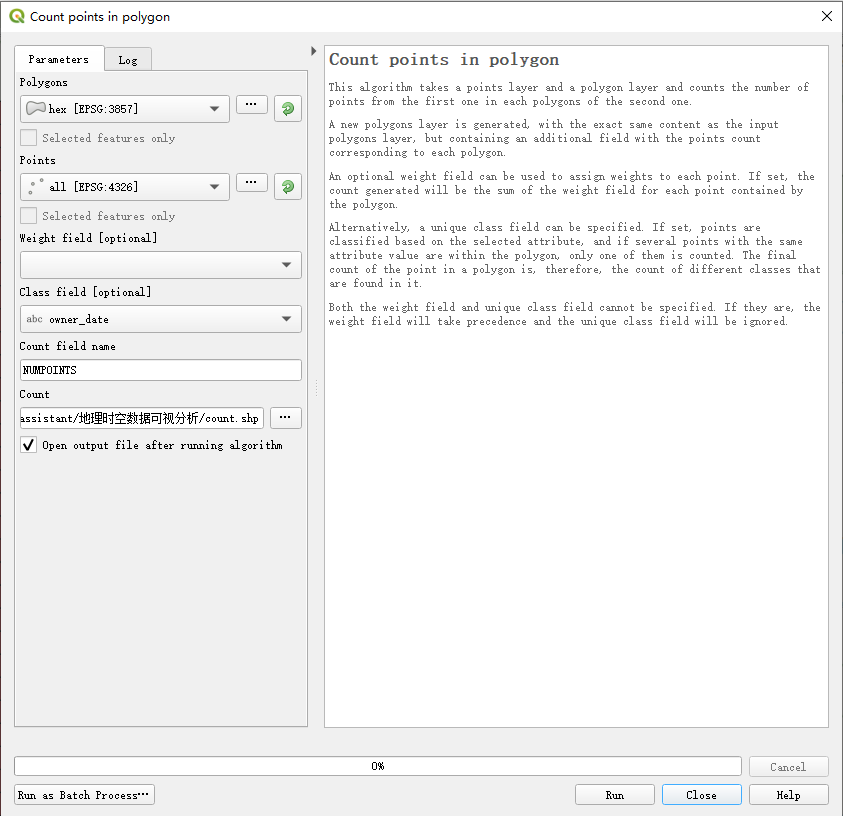 Count points in polygon
Parameters
Log
Polygons
hex [EPSG:3857]
...
Selected features only
Points
all [EPSG:4326]
...
Selected features only
Weight field [optional]
Class field [optional]
abc owner_date
Count field name
NUMPOINTS
Count
assistant/地理时空数据可视分析/count.shp
...
Open output file after running algorithm
Count points in polygon
This algorithm takes a points layer and a polygon layer and counts the number of
points from the first one in each polygons of the second one.
A new polygons layer is generated, with the exact same content as the input
polygons layer, but containing an additional field with the points count
corresponding to each polygon.
An optional weight field can be used to assign weights to each point. If set, the
count generated will be the sum of the weight field for each point contained by
the polygon.
Alternatively, a unique class field can be specified. If set, points are
classified based on the selected attribute, and if several points with the same
attribute value are within the polygon, only one of them is counted. The final
count of the point in a polygon is, therefore, the count of different classes that
are found in it.
Both the weight field and unique class field cannot be specified. If they are, the
weight field will take precedence and the unique class field will be ignored.
0%
Cancel
Run as Batch Process…
Run
Close
Help